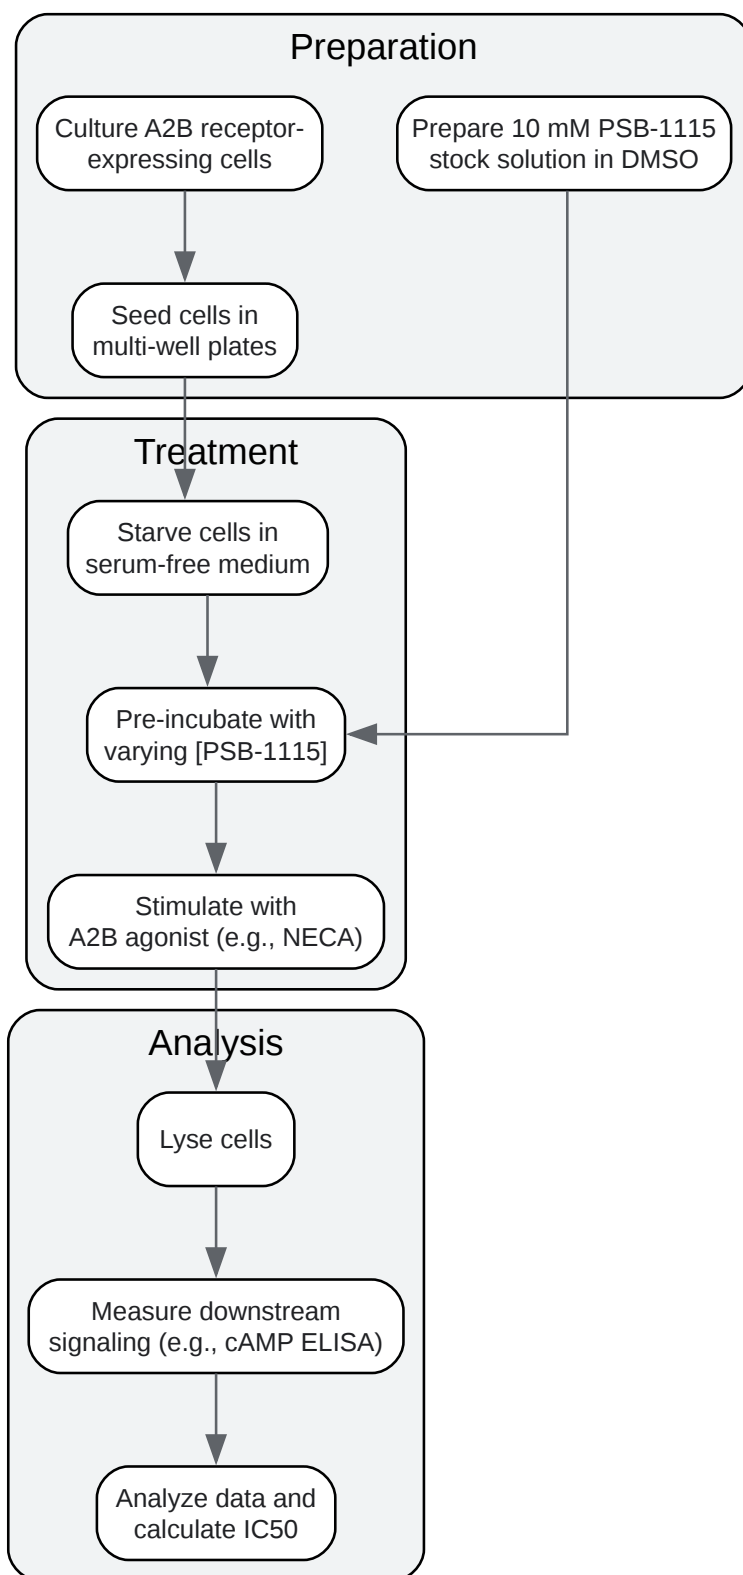 Preparation
Culture A2B receptor-
expressing cells
Prepare 10 mM PSB-1115
stock solution in DMSO
Seed cells in
multi-well plates
Treatment
Starve cells in
serum-free medium
Pre-incubate with
varying [PSB-1115]
Stimulate with
A2B agonist (e.g., NECA)
Analysis
Lyse cells
Measure downstream
signaling (e.g., cAMP ELISA)
Analyze data and
calculate IC50